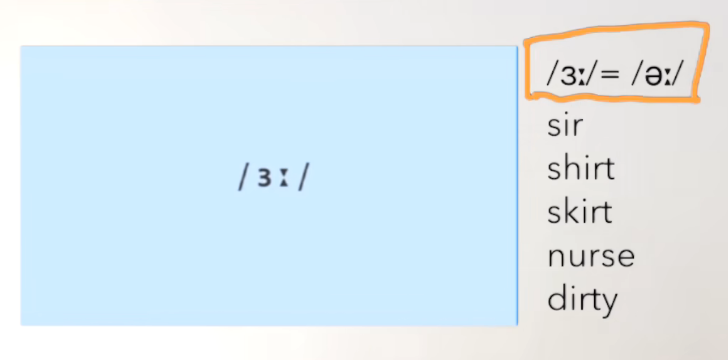 /ɜː/
/ɜː/= /əː/
sir
shirt
skirt
nurse
dirty